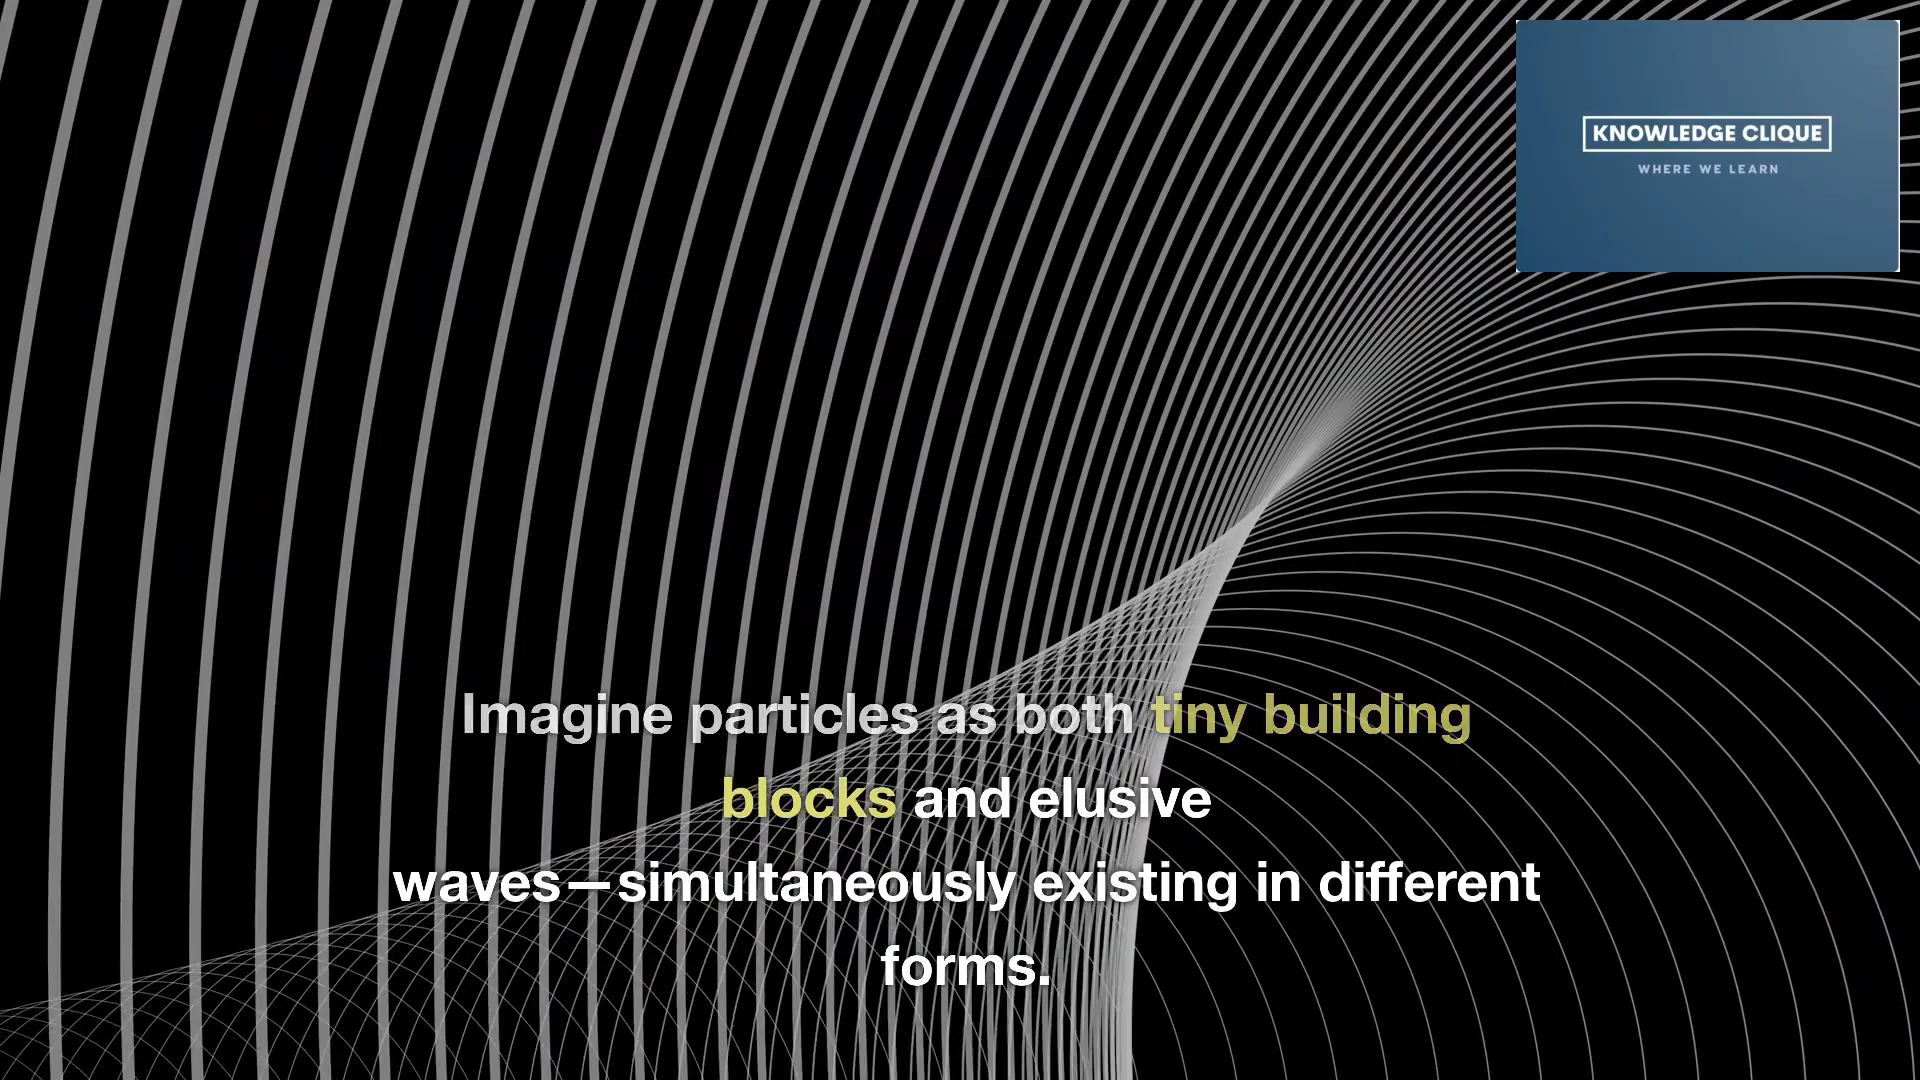 KNOWLEDGE CLIQUE
WHERE WE LEARN
Imagine particles as both tiny building
blocks and elusive
waves—simultaneously existing in different
forms.